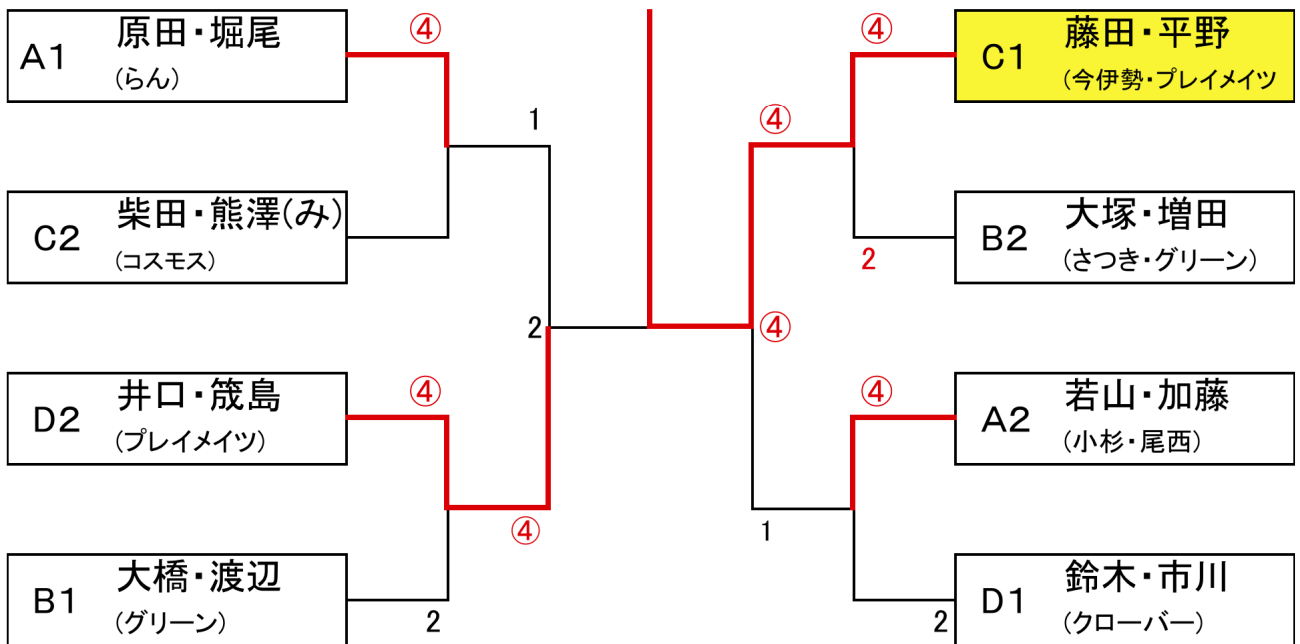 A1
原田・堀尾
(らん)
④
1
C2
柴田・熊澤(み)
(コスモス)
2
D2
井口・筬島
(プレイメイツ)
④
④
B1
大橋・渡辺
(グリーン)
2
④
C1
藤田・平野
(今伊勢・プレイメイツ
④
B2
大塚・増田
(さつき・グリーン)
2
④
④
A2
若山・加藤
(小杉・尾西)
1
D1
鈴木・市川
(クローバー)
2